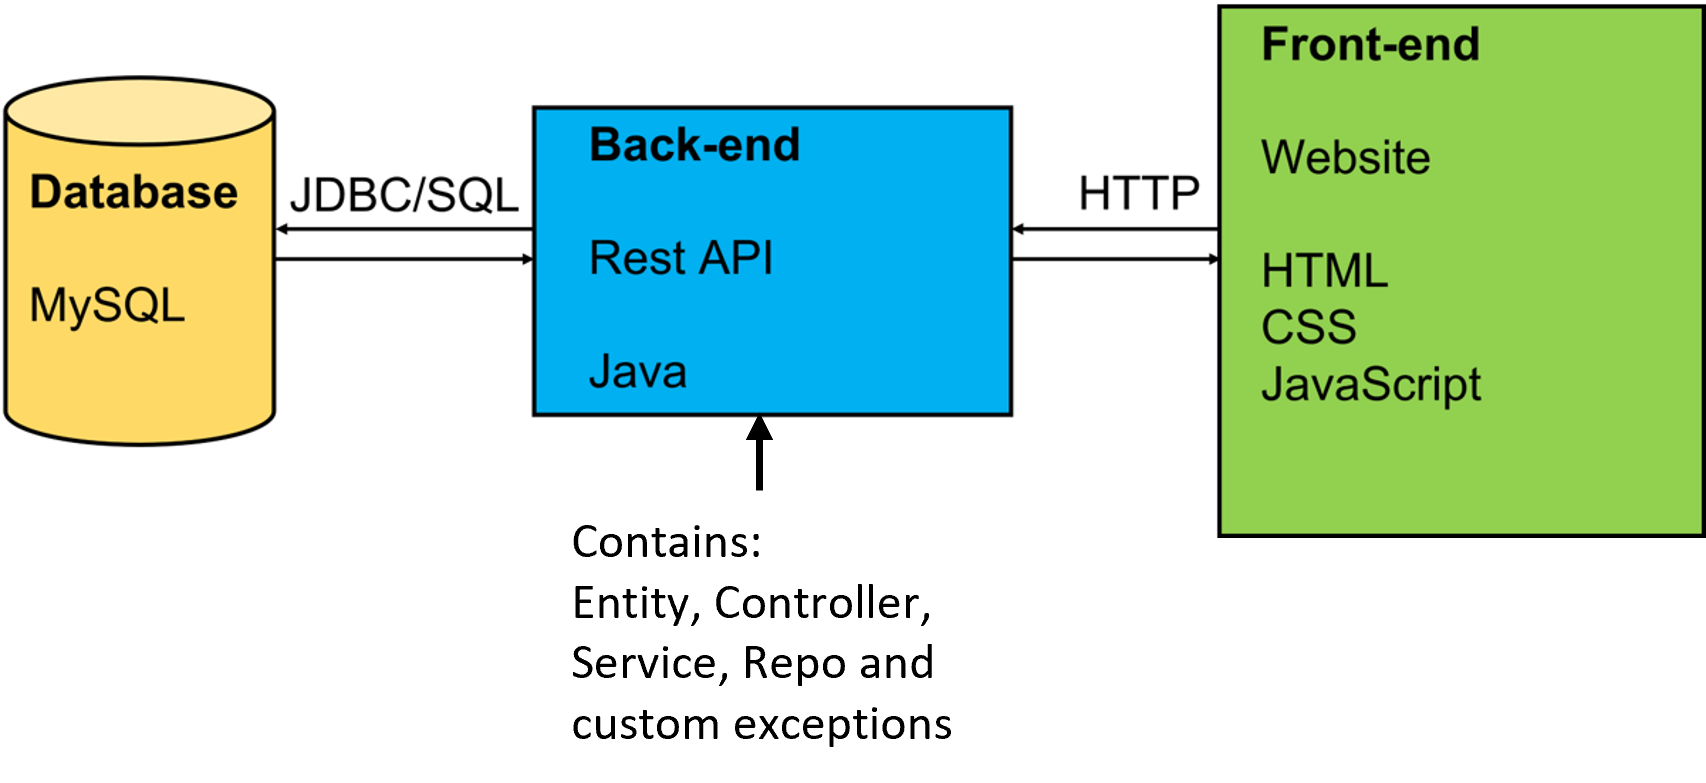 Database
MySQL
JDBC/SQL
Back-end
Rest API
Java
HTTP
Front-end
Website
HTML
CSS
JavaScript
Contains:
Entity, Controller,
Service, Repo and
custom exceptions